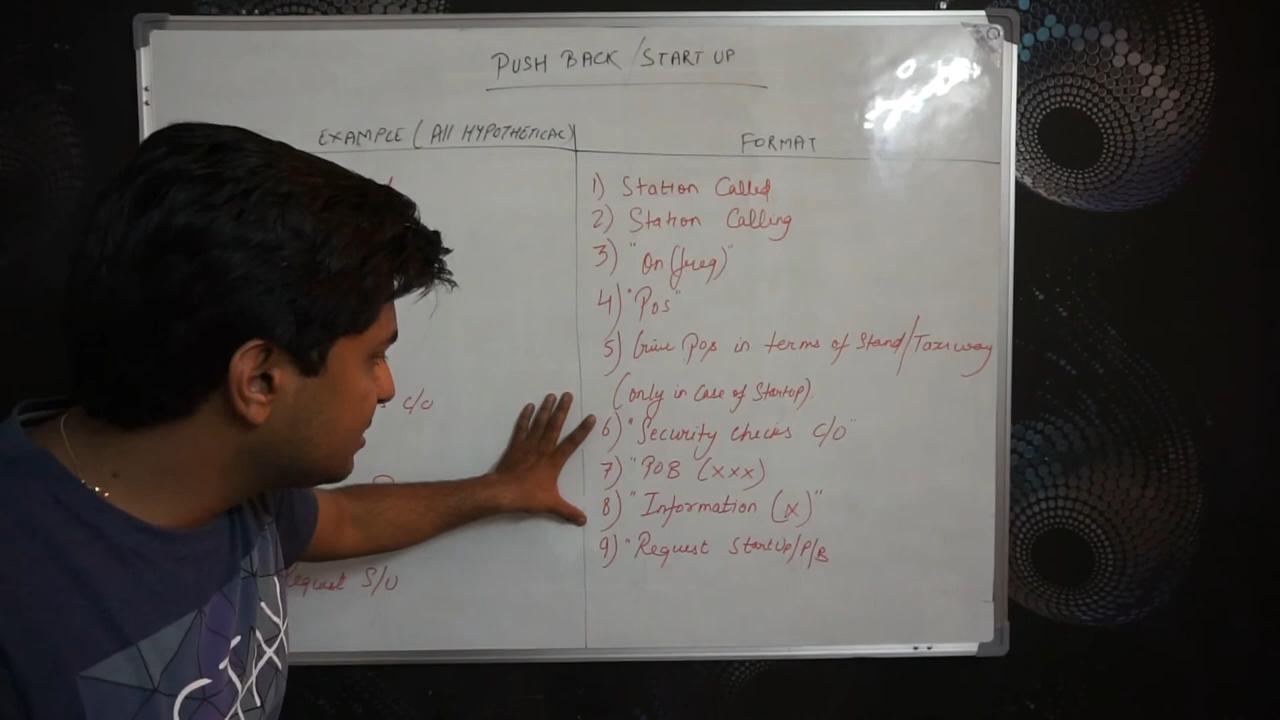 PUSH BACK/START UP
EXAMPLE (All HYPOTHETICAL)
FORMAT
1) Station Called
2) Station Calling
3) "On (freq)"
4) "Pos"
5) Give Pos in terms of Stand/Taxiway
(only in case of Startup).
6) "Security checks C/O"
7) "POB (xxx)
8) "Information (x)"
9) "Request StartUp/P/B
C/O
Request S/U